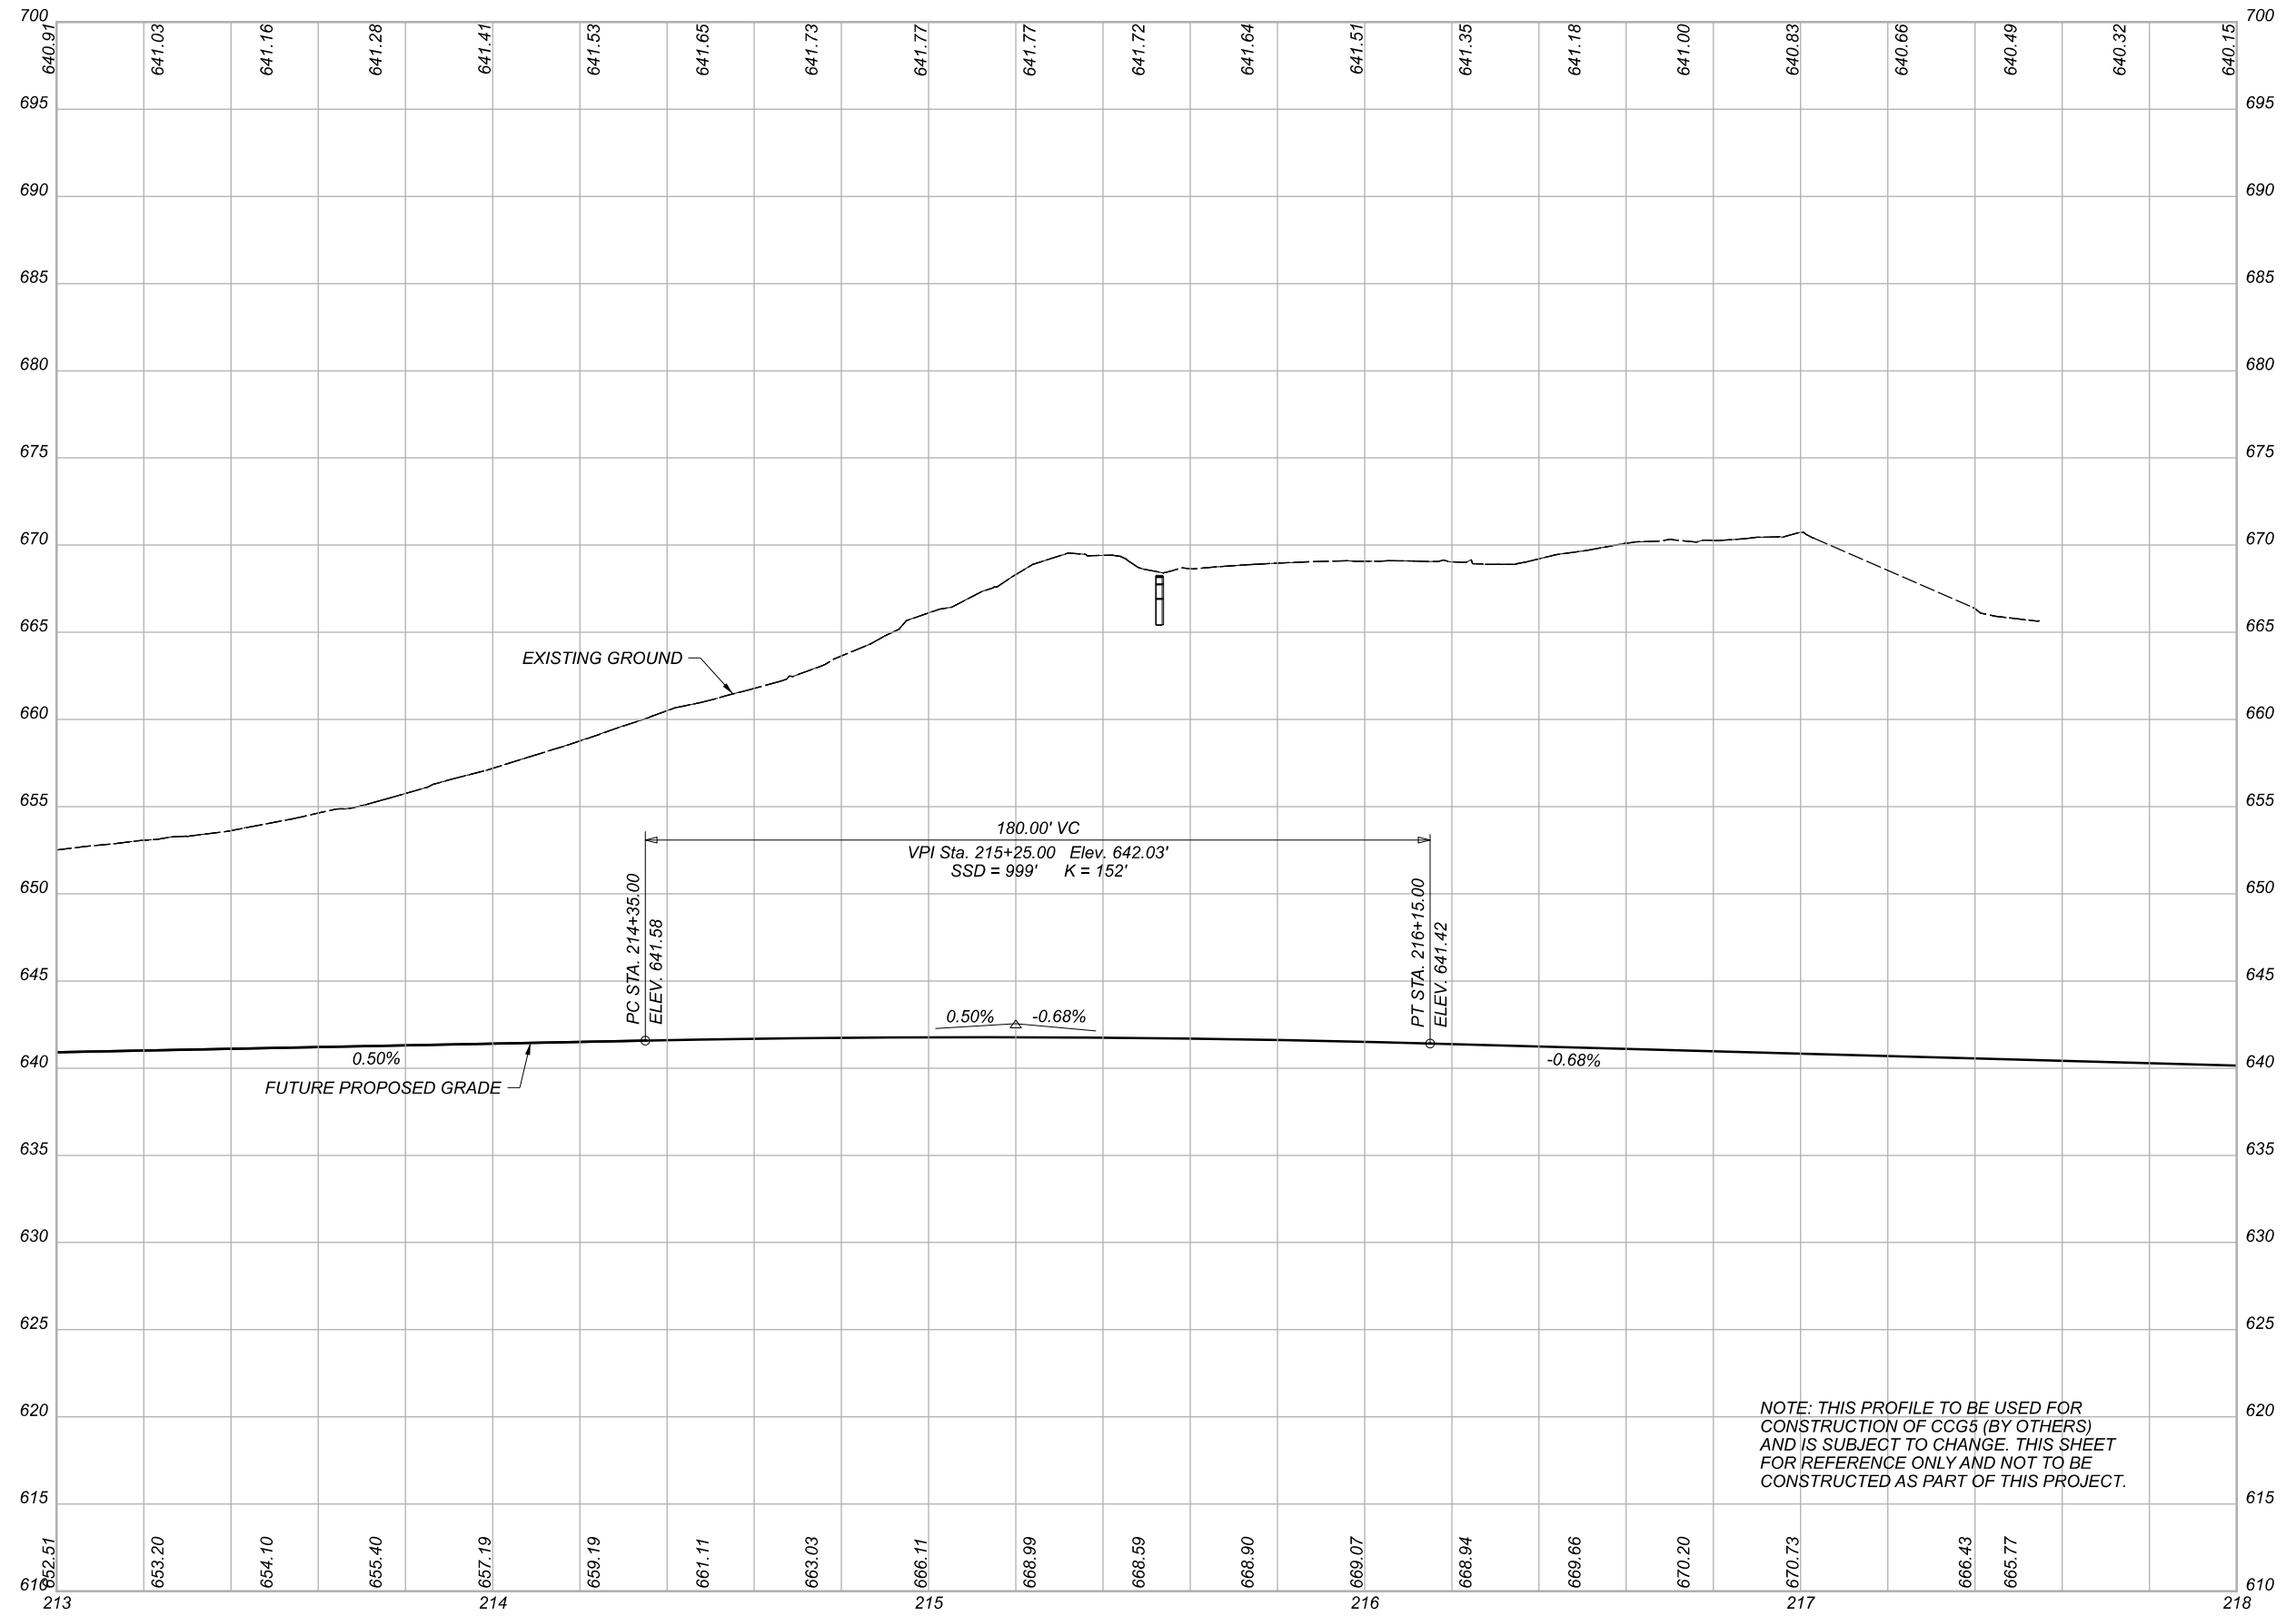 700 700
640.91 641.03 641.16 641.28 641.41 641.53 641.65 641.73 641.77 641.77 641.72 641.64 641.51 641.35 641.18 641.00 640.83 640.66 640.49 640.32 640.15
695 695
690 690
685 685
680 680
675 675
670 670
665 665
EXISTING GROUND
660 660
655 655
180.00' VC
VPI Sta. 215+25.00 Elev. 642.03'
SSD = 999' K = 152'
650 650
PC STA. 214+35.00
ELEV. 641.58
PT STA. 216+15.00
ELEV. 641.42
645 645
0.50% -0.68%
0.50%
-0.68%
640 640
FUTURE PROPOSED GRADE
635 635
630 630
625 625
620 620
NOTE: THIS PROFILE TO BE USED FOR
CONSTRUCTION OF CCG5 (BY OTHERS)
AND IS SUBJECT TO CHANGE. THIS SHEET
FOR REFERENCE ONLY AND NOT TO BE
CONSTRUCTED AS PART OF THIS PROJECT.
615 615
652.51 653.20 654.10 655.40 657.19 659.19 661.11 663.03 666.11 668.99 668.59 668.90 669.07 668.94 669.66 670.20 670.73 666.43 665.77
610 610
213 214 215 216 217 218